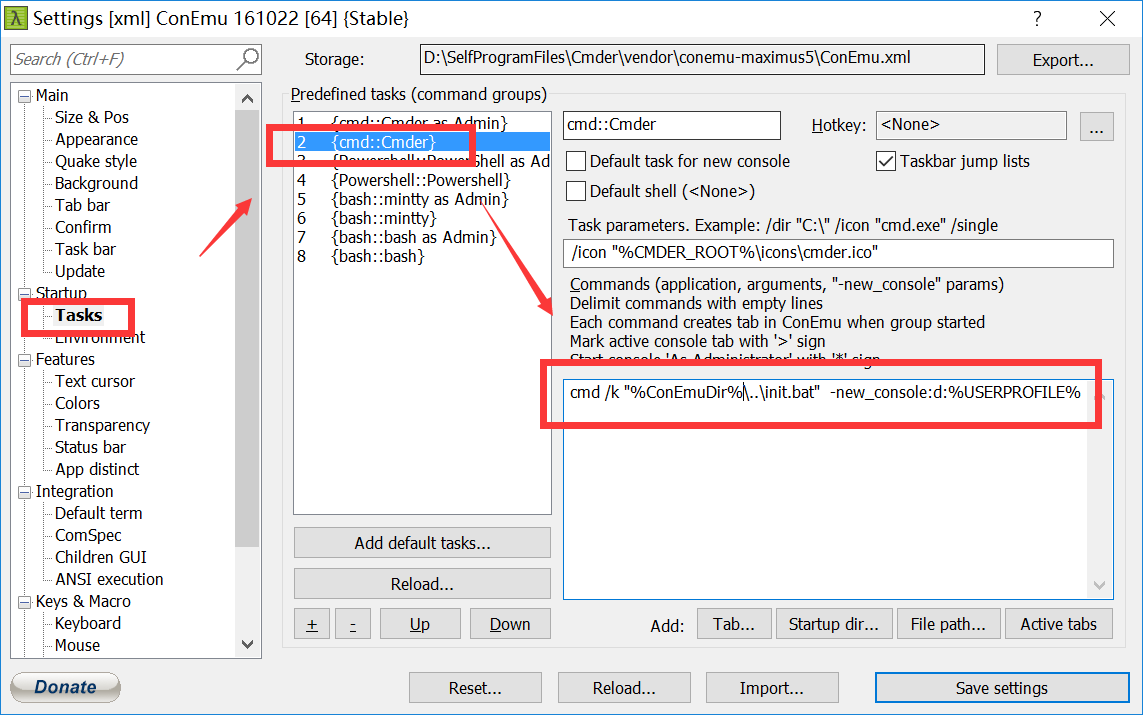 Settings [xml] ConEmu 161022 [64] {Stable}
?
Search (Ctrl+F)
Storage:
D:\SelfProgramFiles\Cmder\vendor\conemu-maximus5\ConEmu.xml
Export...
Main
Size & Pos
Appearance
Quake style
Background
Tab bar
Confirm
Task bar
Update
Startup
Tasks
Environment
Features
Text cursor
Colors
Transparency
Status bar
App distinct
Integration
Default term
ComSpec
Children GUI
ANSI execution
Keys & Macro
Keyboard
Mouse
Predefined tasks (command groups)
1 {cmd::Cmder as Admin}
2 {cmd::Cmder}
3 {Powershell::PowerShell as Ad
4 {Powershell::Powershell}
5 {bash::mintty as Admin}
6 {bash::mintty}
7 {bash::bash as Admin}
8 {bash::bash}
Add default tasks...
Reload...
+ - Up Down
cmd::Cmder
Hotkey: <None> ...
Default task for new console
Taskbar jump lists
Default shell (<None>)
Task parameters. Example: /dir "C:\" /icon "cmd.exe" /single
/icon "%CMDER_ROOT%\icons\cmder.ico"
Commands (application, arguments, "-new_console" params)
Delimit commands with empty lines
Each command creates tab in ConEmu when group started
Mark active console tab with '>' sign
Start console 'As Administrator' with '*' sign
cmd /k "%ConEmuDir%\..\init.bat" -new_console:d:%USERPROFILE%
Add: Tab... Startup dir... File path... Active tabs
Donate
Reset... Reload... Import... Save settings